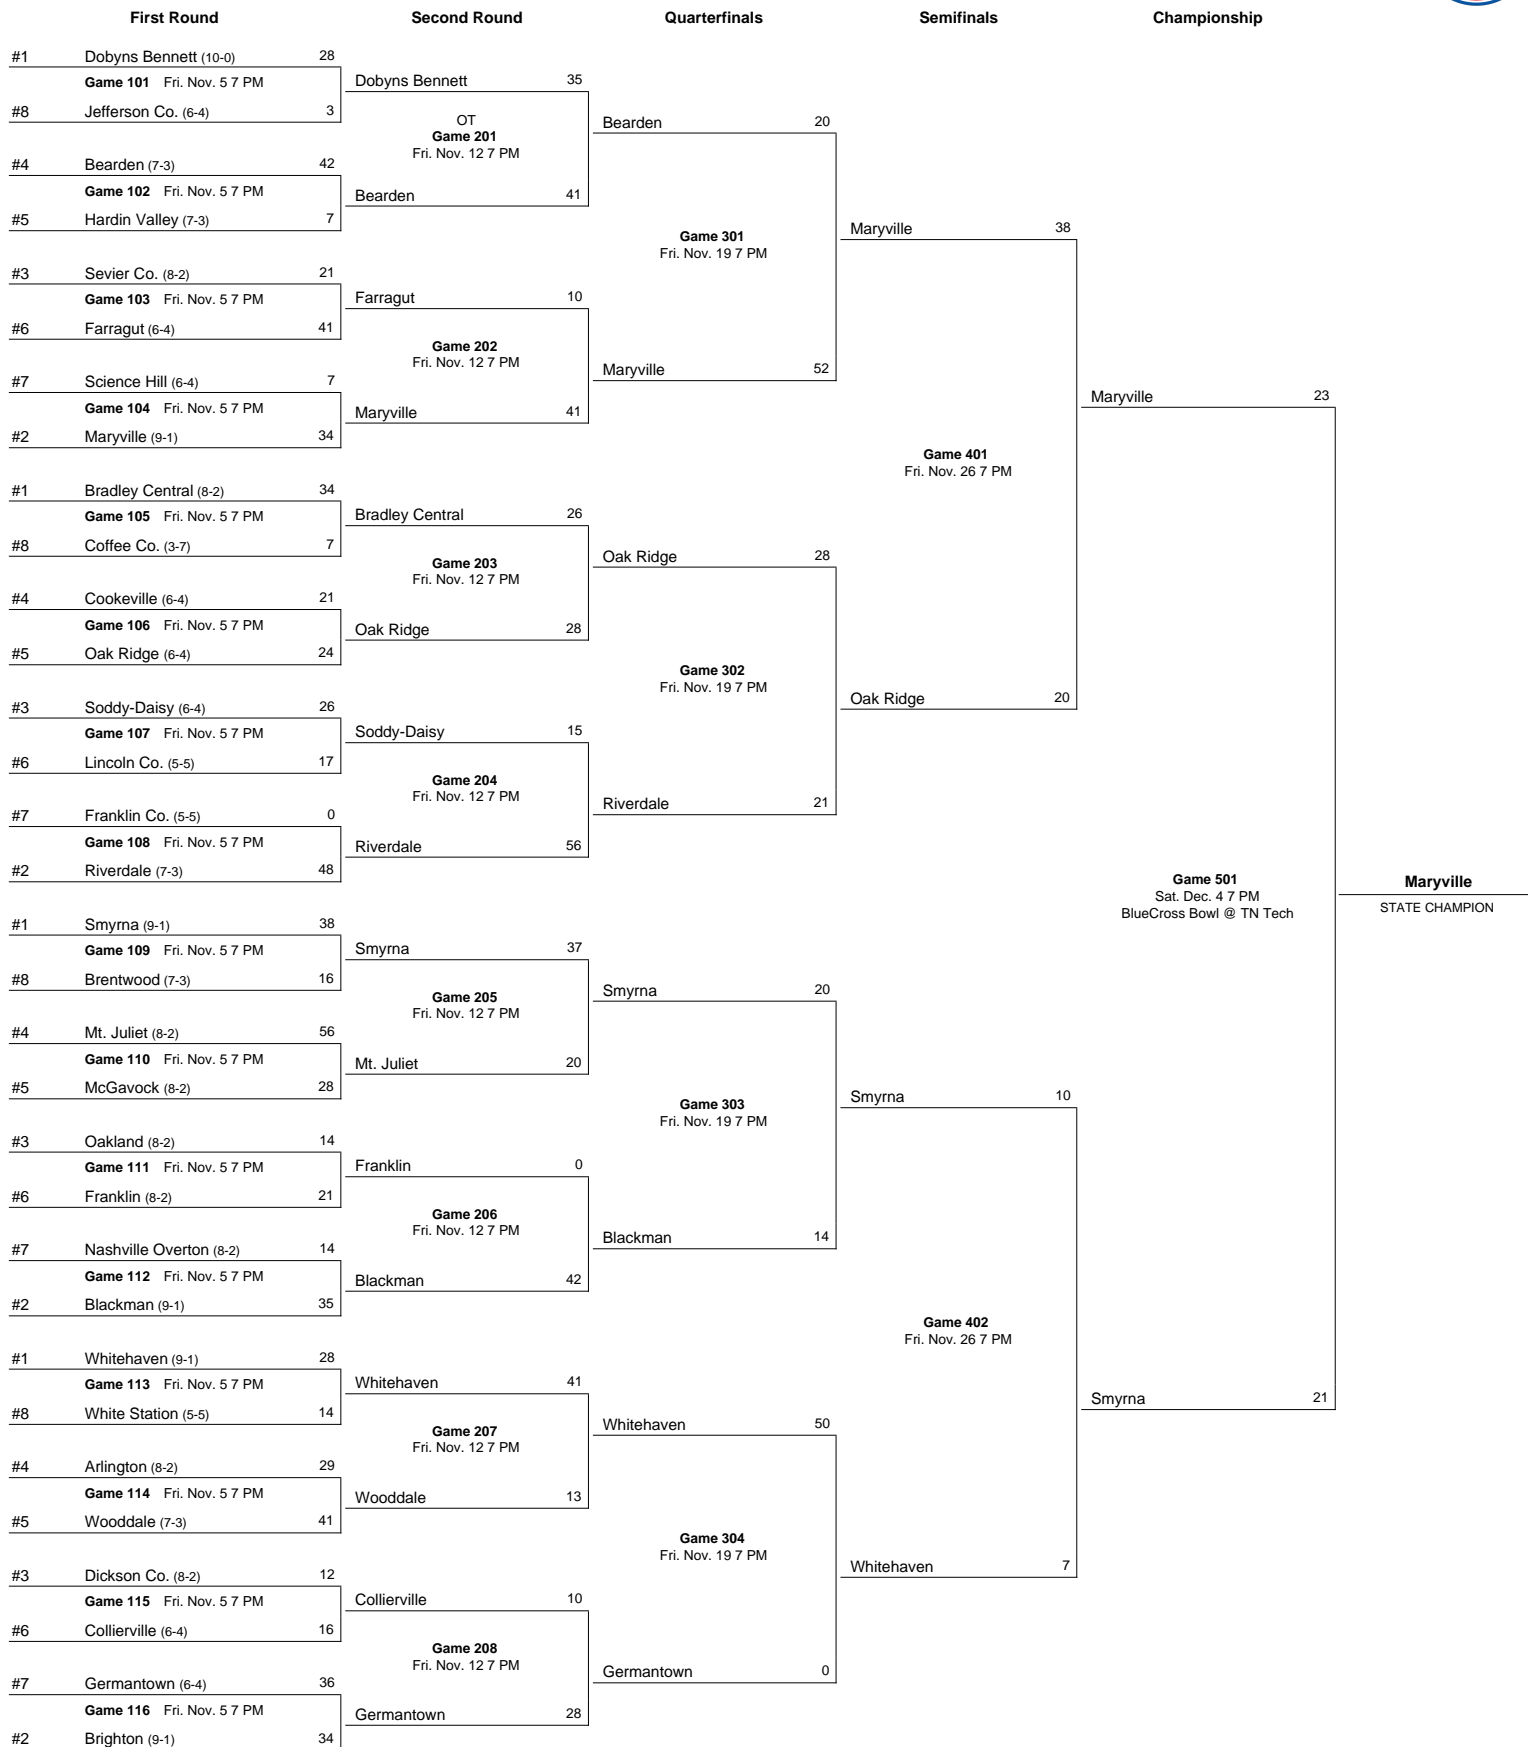 First Round Second Round Quarterfinals Semifinals Championship
#1 Dobyns Bennett (10-0) 28
Game 101 Fri. Nov. 5 7 PM
#8 Jefferson Co. (6-4) 3
#4 Bearden (7-3) 42
Game 102 Fri. Nov. 5 7 PM
#5 Hardin Valley (7-3) 7
#3 Sevier Co. (8-2) 21
Game 103 Fri. Nov. 5 7 PM
#6 Farragut (6-4) 41
#7 Science Hill (6-4) 7
Game 104 Fri. Nov. 5 7 PM
#2 Maryville (9-1) 34
#1 Bradley Central (8-2) 34
Game 105 Fri. Nov. 5 7 PM
#8 Coffee Co. (3-7) 7
#4 Cookeville (6-4) 21
Game 106 Fri. Nov. 5 7 PM
#5 Oak Ridge (6-4) 24
#3 Soddy-Daisy (6-4) 26
Game 107 Fri. Nov. 5 7 PM
#6 Lincoln Co. (5-5) 17
#7 Franklin Co. (5-5) 0
Game 108 Fri. Nov. 5 7 PM
#2 Riverdale (7-3) 48
#1 Smyrna (9-1) 38
Game 109 Fri. Nov. 5 7 PM
#8 Brentwood (7-3) 16
#4 Mt. Juliet (8-2) 56
Game 110 Fri. Nov. 5 7 PM
#5 McGavock (8-2) 28
#3 Oakland (8-2) 14
Game 111 Fri. Nov. 5 7 PM
#6 Franklin (8-2) 21
#7 Nashville Overton (8-2) 14
Game 112 Fri. Nov. 5 7 PM
#2 Blackman (9-1) 35
#1 Whitehaven (9-1) 28
Game 113 Fri. Nov. 5 7 PM
#8 White Station (5-5) 14
#4 Arlington (8-2) 29
Game 114 Fri. Nov. 5 7 PM
#5 Wooddale (7-3) 41
#3 Dickson Co. (8-2) 12
Game 115 Fri. Nov. 5 7 PM
#6 Collierville (6-4) 16
#7 Germantown (6-4) 36
Game 116 Fri. Nov. 5 7 PM
#2 Brighton (9-1) 34
Dobyns Bennett 35
OT
Game 201
Fri. Nov. 12 7 PM
Bearden 41
Farragut 10
Game 202
Fri. Nov. 12 7 PM
Maryville 41
Bradley Central 26
Game 203
Fri. Nov. 12 7 PM
Oak Ridge 28
Soddy-Daisy 15
Game 204
Fri. Nov. 12 7 PM
Riverdale 56
Smyrna 37
Game 205
Fri. Nov. 12 7 PM
Mt. Juliet 20
Franklin 0
Game 206
Fri. Nov. 12 7 PM
Blackman 42
Whitehaven 41
Game 207
Fri. Nov. 12 7 PM
Wooddale 13
Collierville 10
Game 208
Fri. Nov. 12 7 PM
Germantown 28
Bearden 20
Game 301
Fri. Nov. 19 7 PM
Maryville 52
Oak Ridge 28
Game 302
Fri. Nov. 19 7 PM
Riverdale 21
Smyrna 20
Game 303
Fri. Nov. 19 7 PM
Blackman 14
Whitehaven 50
Game 304
Fri. Nov. 19 7 PM
Germantown 0
Maryville 38
Game 401
Fri. Nov. 26 7 PM
Oak Ridge 20
Smyrna 10
Game 402
Fri. Nov. 26 7 PM
Whitehaven 7
Maryville 23
Game 501
Sat. Dec. 4 7 PM
BlueCross Bowl @ TN Tech
Smyrna 21
Maryville
STATE CHAMPION